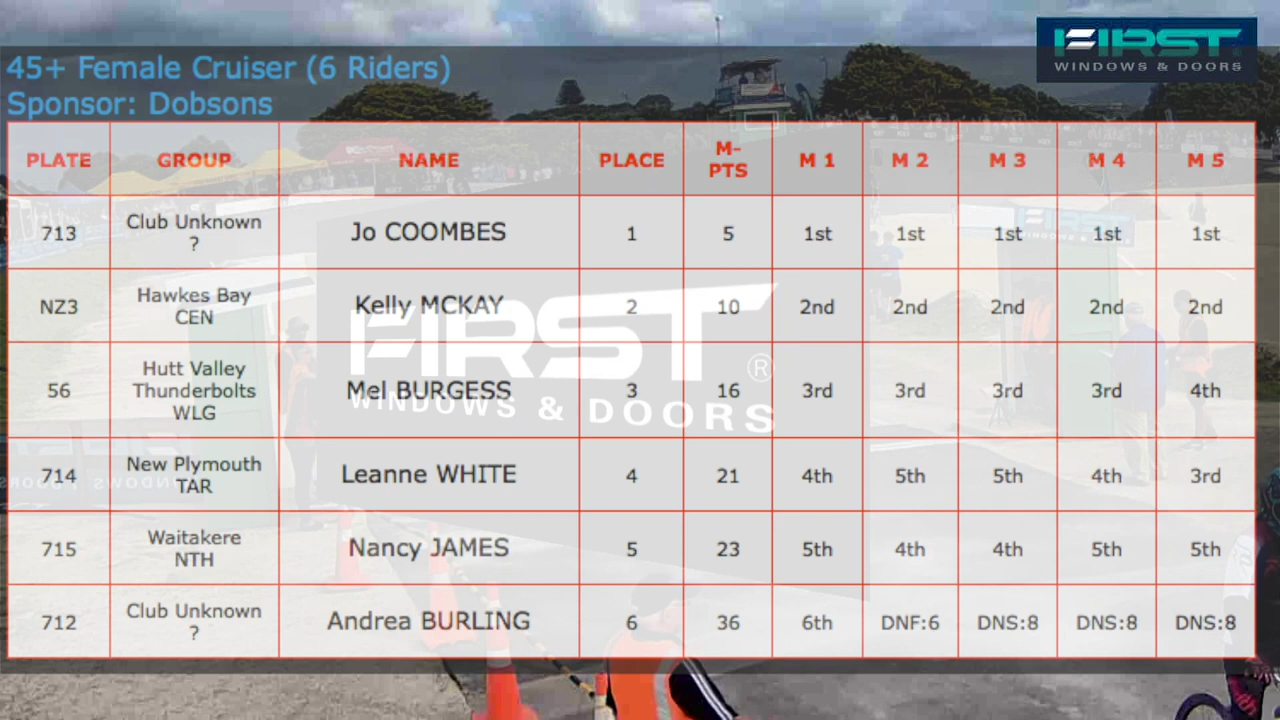 FIRST
WINDOWS & DOORS
45+ Female Cruiser (6 Riders)
Sponsor: Dobsons
PLATE GROUP NAME PLACE M-PTS M 1 M 2 M 3 M 4 M 5
713 Club Unknown ? Jo COOMBES 1 5 1st 1st 1st 1st 1st
NZ3 Hawkes Bay CEN Kelly MCKAY 2 10 2nd 2nd 2nd 2nd 2nd
56 Hutt Valley Thunderbolts WLG Mel BURGESS 3 16 3rd 3rd 3rd 3rd 4th
714 New Plymouth TAR Leanne WHITE 4 21 4th 5th 5th 4th 3rd
715 Waitakere NTH Nancy JAMES 5 23 5th 4th 4th 5th 5th
712 Club Unknown ? Andrea BURLING 6 36 6th DNF:6 DNS:8 DNS:8 DNS:8
FIRST®
WINDOWS & DOORS